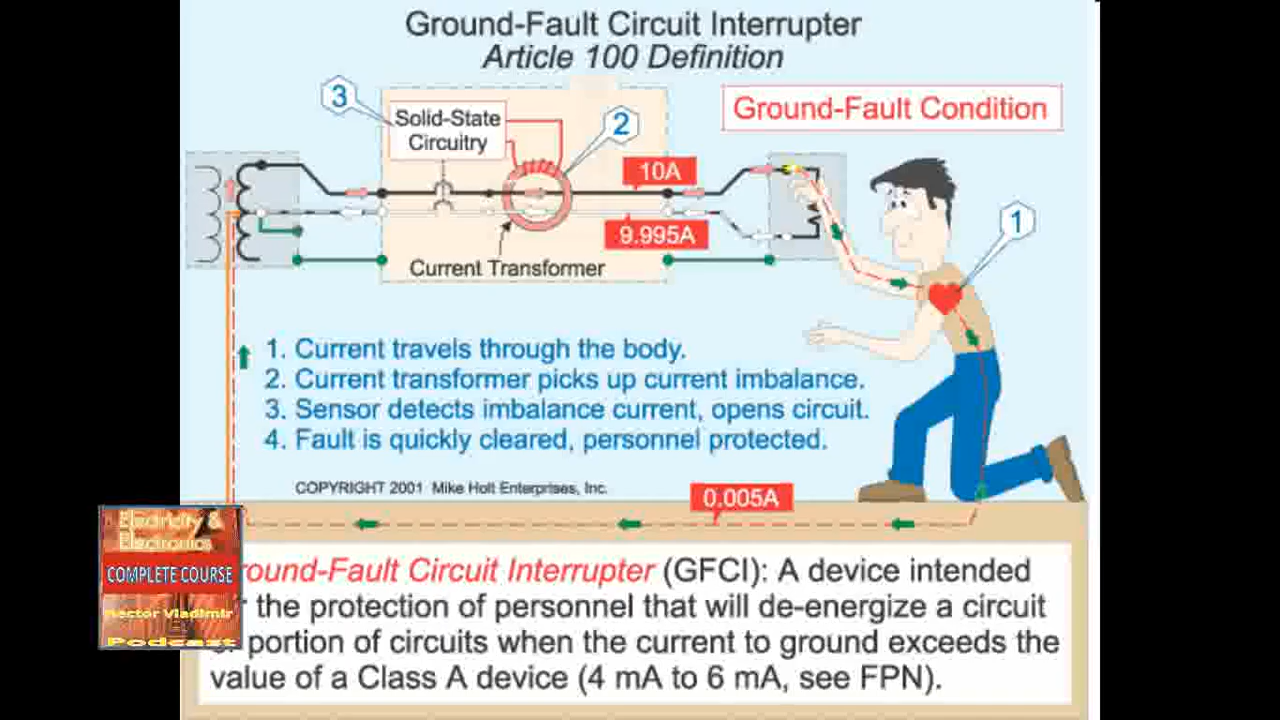 Ground-Fault Circuit Interrupter
Article 100 Definition
3
Solid-State
Circuitry
2
Ground-Fault Condition
10A
1
9.995A
Current Transformer
1. Current travels through the body.
2. Current transformer picks up current imbalance.
3. Sensor detects imbalance current, opens circuit.
4. Fault is quickly cleared, personnel protected.
COPYRIGHT 2001 Mike Holt Enterprises, Inc.
0.005A
Electricity &
Electronics
COMPLETE COURSE
Hector Vladimir
Podcast
round-Fault Circuit Interrupter (GFCI): A device intended
the protection of personnel that will de-energize a circuit
portion of circuits when the current to ground exceeds the
value of a Class A device (4 mA to 6 mA, see FPN).